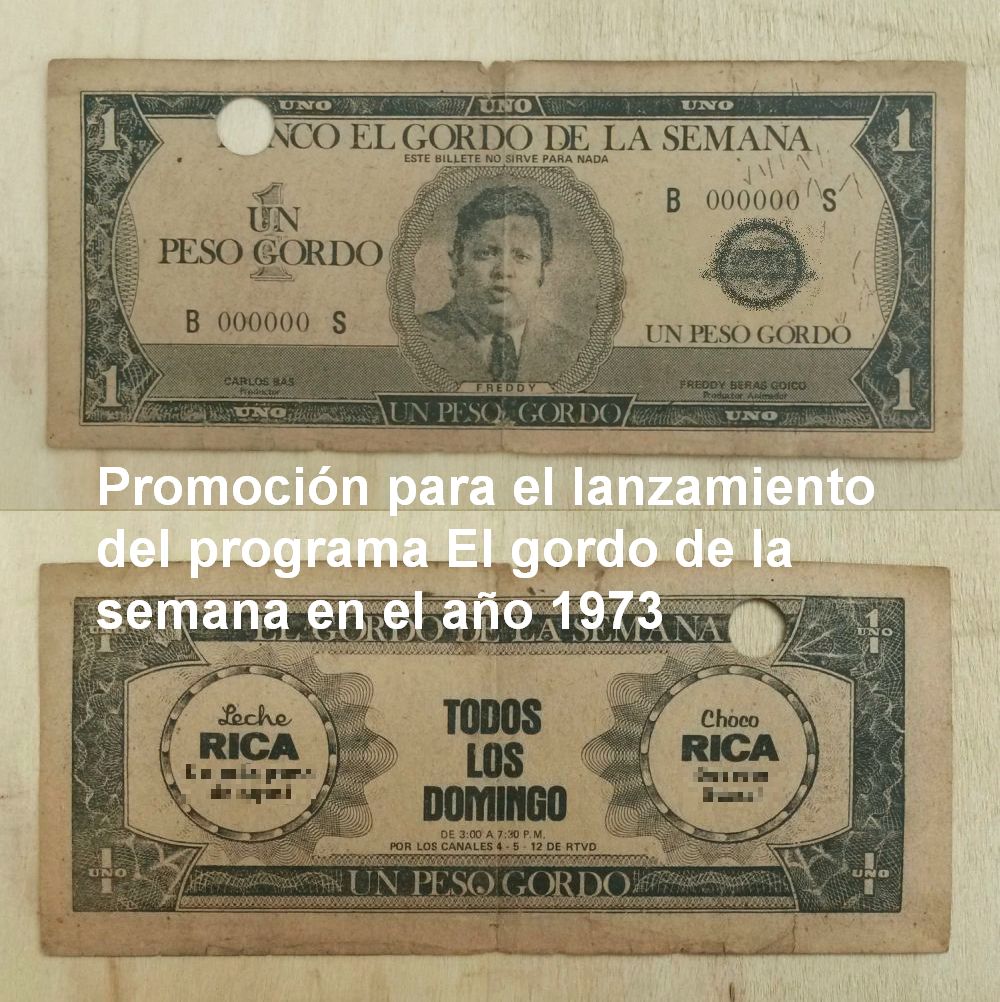 UNO UNO UNO
1 NCO EL GORDO DE LA SEMANA 1
ESTE BILLETE NO SIRVE PARA NADA
B 000000 S
1
UN
PESO GORDO
B 000000 S
UN PESO GORDO
CARLOS BAS
Productor
FREDDY
FREDDY BERAS GOICO
Productor Animador
1 UNO UN PESO GORDO UNO 1
Promoción para el lanzamiento
del programa El gordo de la
semana en el año 1973
1 UNO EL GORDO DE LA SEMANA 1 UNO
Leche
RICA
TODOS
LOS
DOMINGO
Choco
RICA
DE 3:00 A 7:30 P.M.
POR LOS CANALES 4 - 5 - 12 DE RTVD
1 UNO UN PESO GORDO 1 UNO